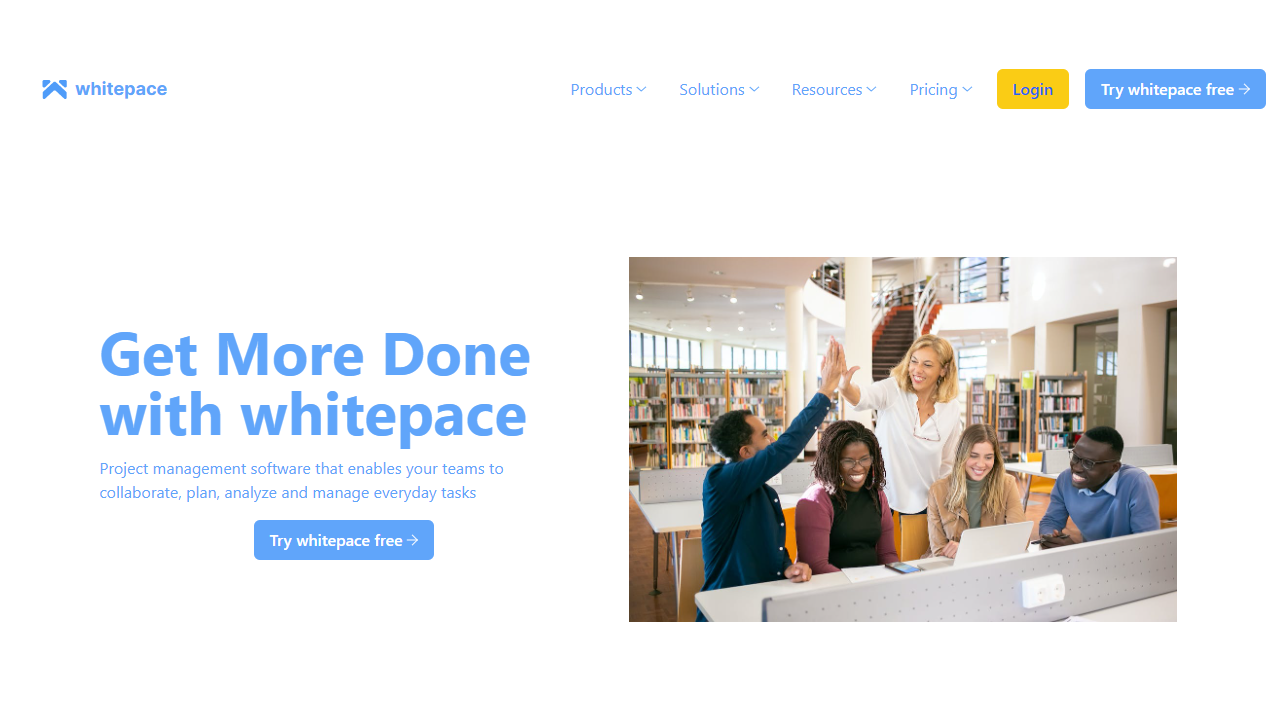 whitepace
Products
Solutions
Resources
Pricing
Login
Try whitepace free
Get More Done
with whitepace
Project management software that enables your teams to
collaborate, plan, analyze and manage everyday tasks
Try whitepace free